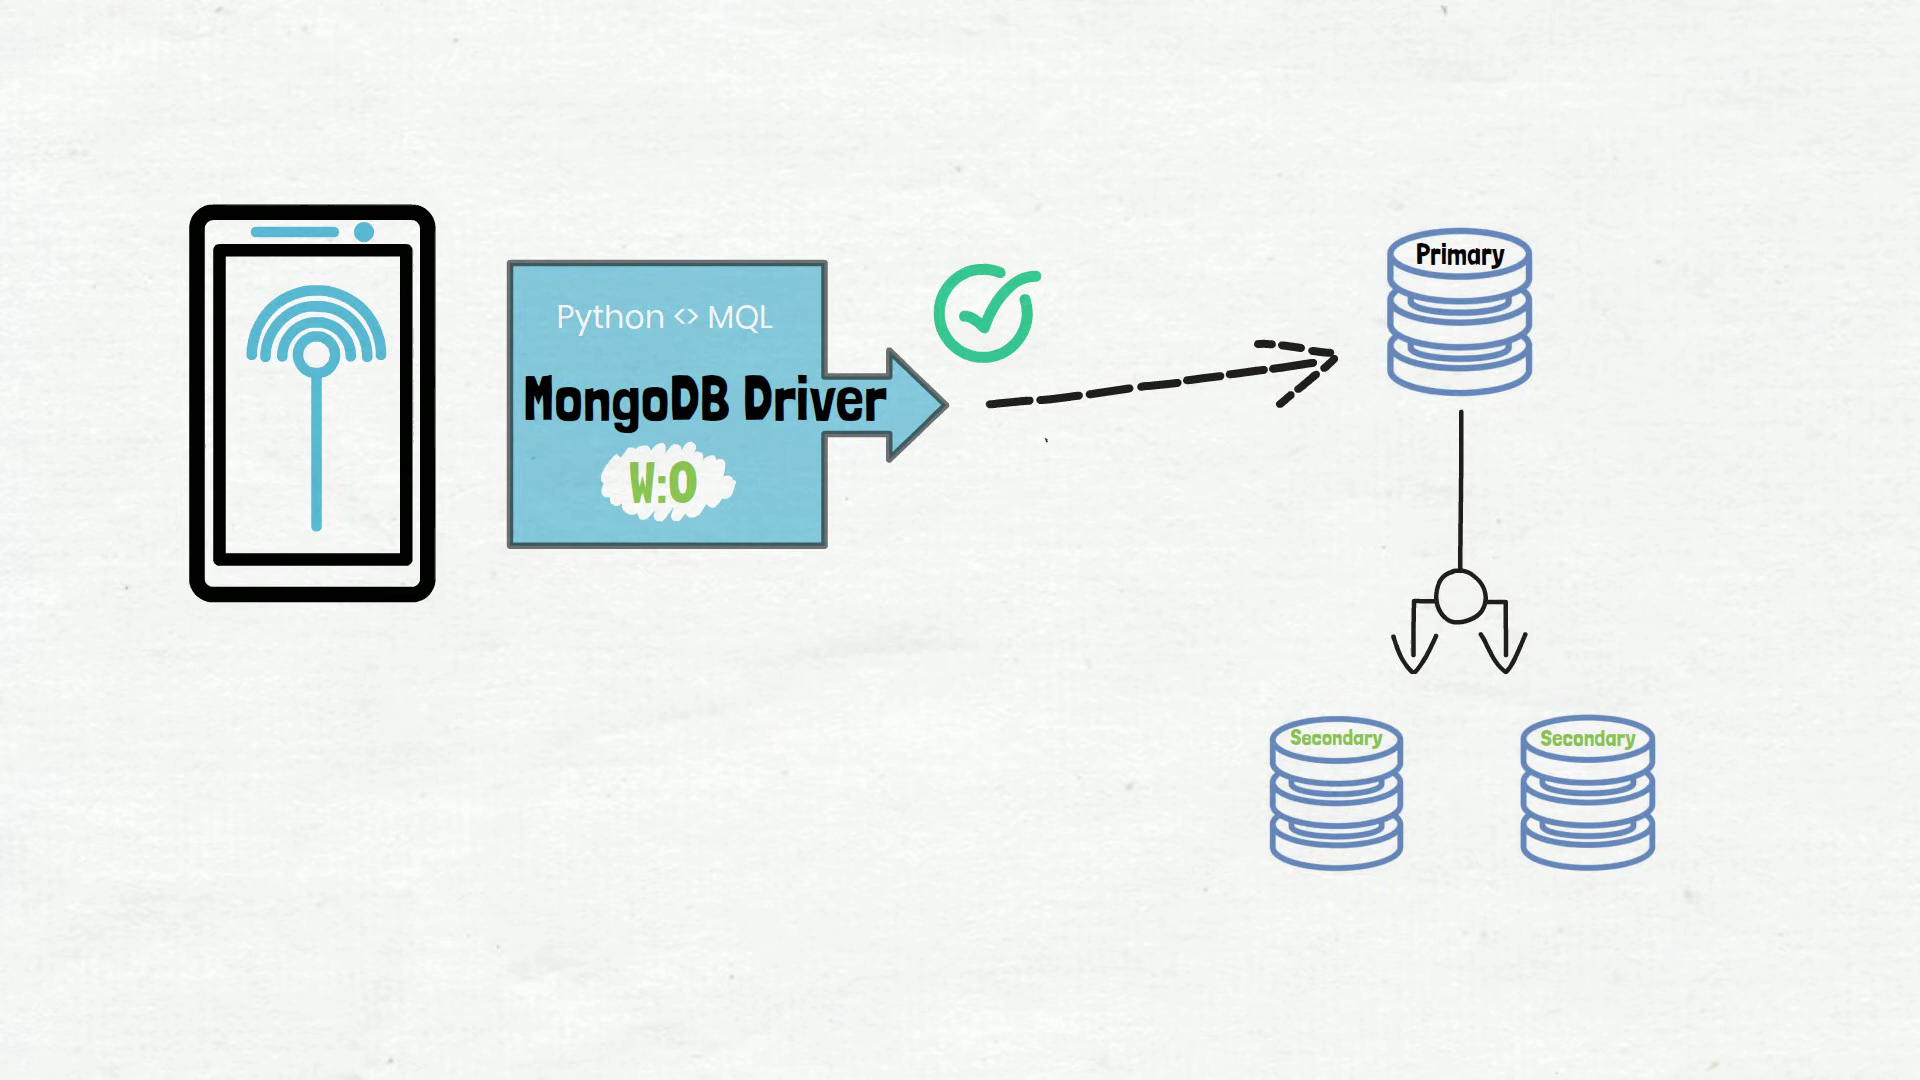 Python <> MQL
MongoDB Driver
W:0
Primary
Secondary
Secondary